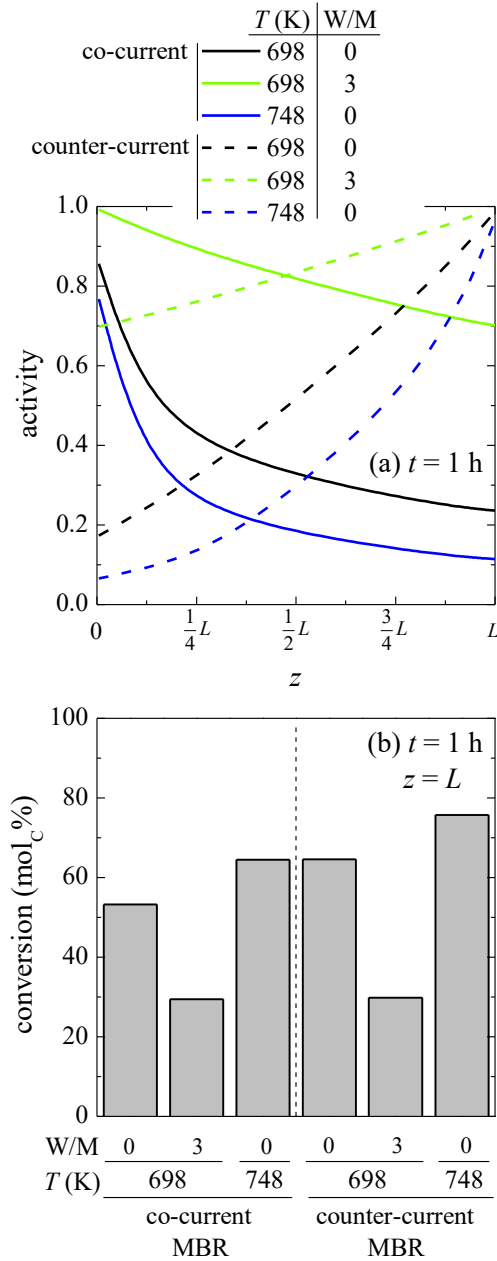 T (K) W/M
co-current 698 0
698 3
748 0
counter-current 698 0
698 3
748 0
1.0
0.8
0.6
0.4
0.2
0.0
activity
(a) t = 1 h
0 1/4 L 1/2 L 3/4 L L
z
100
80
60
40
20
0
conversion (mol_C%)
(b) t = 1 h
z = L
W/M 0 3 0 0 3 0
T (K) 698 748 698 748
co-current counter-current
MBR MBR